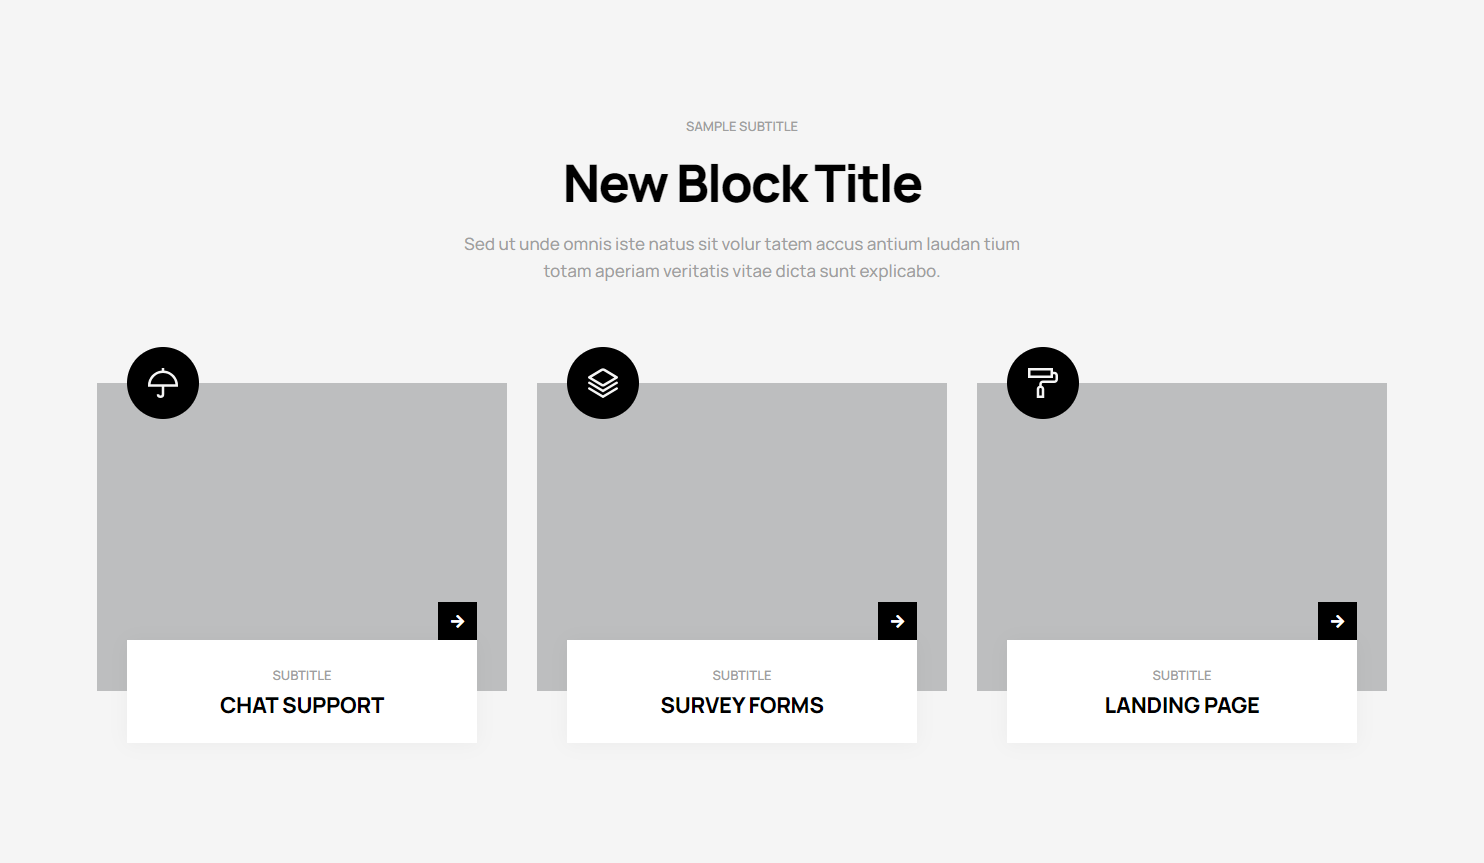 SAMPLE SUBTITLE
New Block Title
Sed ut unde omnis iste natus sit volur tatem accus antium laudan tium
totam aperiam veritatis vitae dicta sunt explicabo.
SUBTITLE
CHAT SUPPORT
SUBTITLE
SURVEY FORMS
SUBTITLE
LANDING PAGE